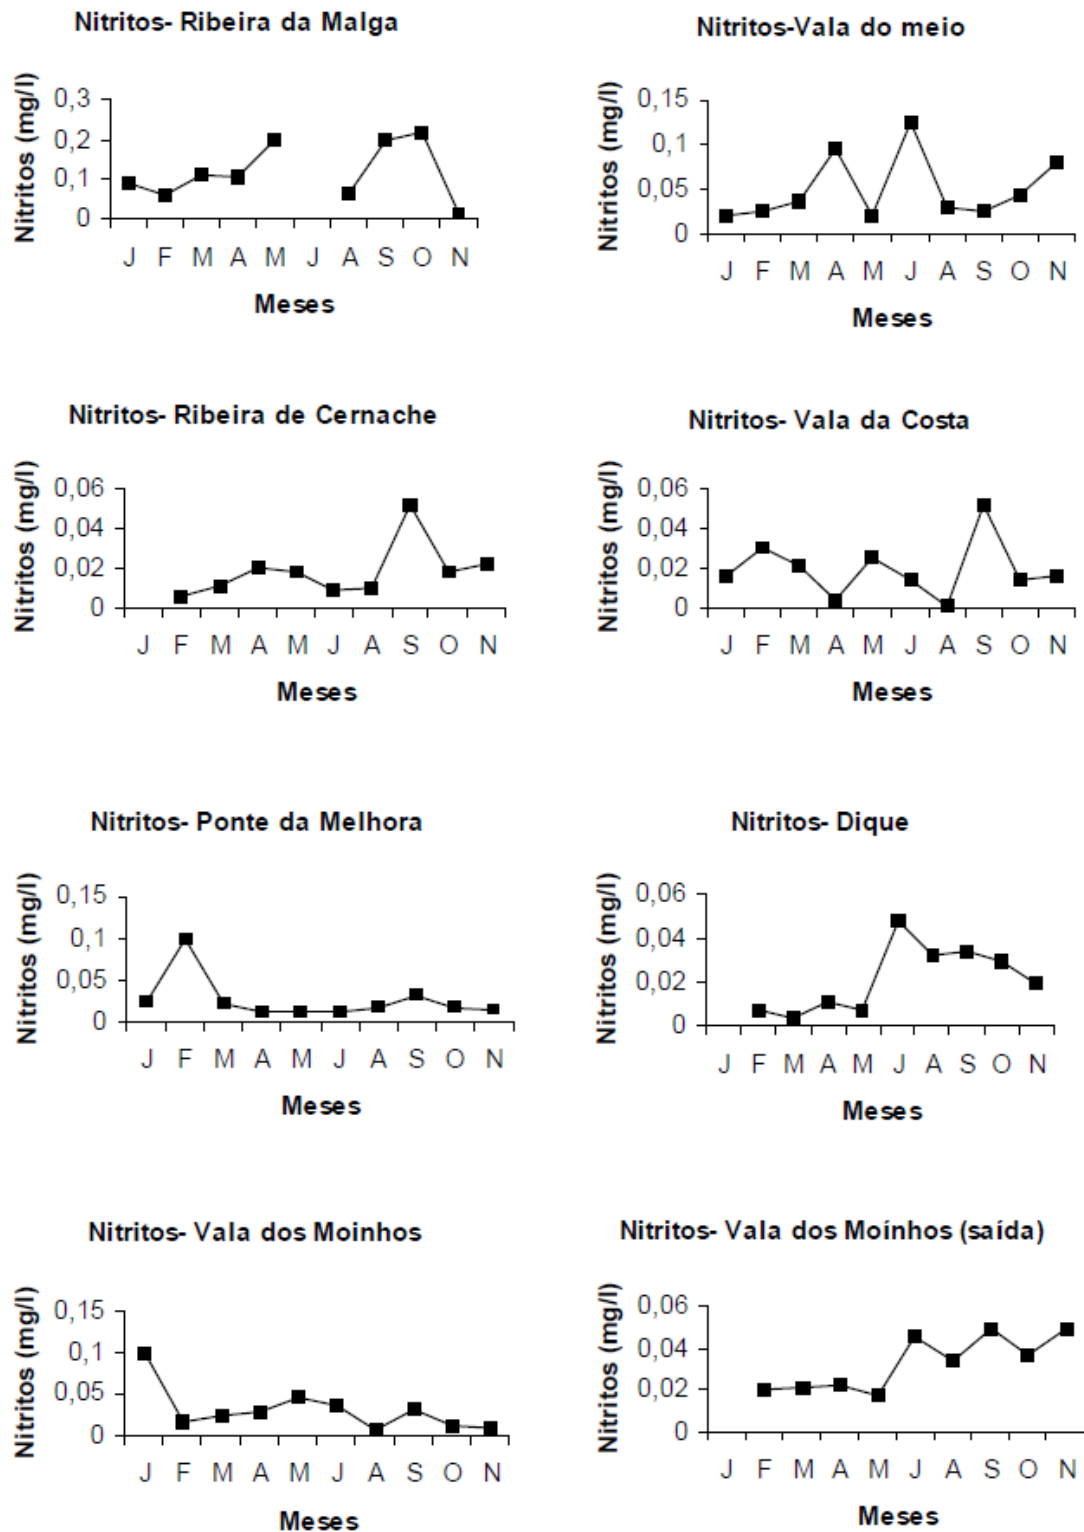 Nitritos- Ribeira da Malga
Nitritos (mg/l)
0,3
0,2
0,1
0
J F M A M J A S O N
Meses
Nitritos-Vala do meio
Nitritos (mg/l)
0,15
0,1
0,05
0
J F M A M J A S O N
Meses
Nitritos- Ribeira de Cernache
Nitritos (mg/l)
0,06
0,04
0,02
0
J F M A M J A S O N
Meses
Nitritos- Vala da Costa
Nitritos (mg/l)
0,06
0,04
0,02
0
J F M A M J A S O N
Meses
Nitritos- Ponte da Melhora
Nitritos (mg/l)
0,15
0,1
0,05
0
J F M A M J A S O N
Meses
Nitritos- Dique
Nitritos (mg/l)
0,06
0,04
0,02
0
J F M A M J A S O N
Meses
Nitritos- Vala dos Moinhos
Nitritos (mg/l)
0,15
0,1
0,05
0
J F M A M J A S O N
Meses
Nitritos- Vala dos Moínhos (saída)
Nitritos (mg/l)
0,06
0,04
0,02
0
J F M A M J A S O N
Meses